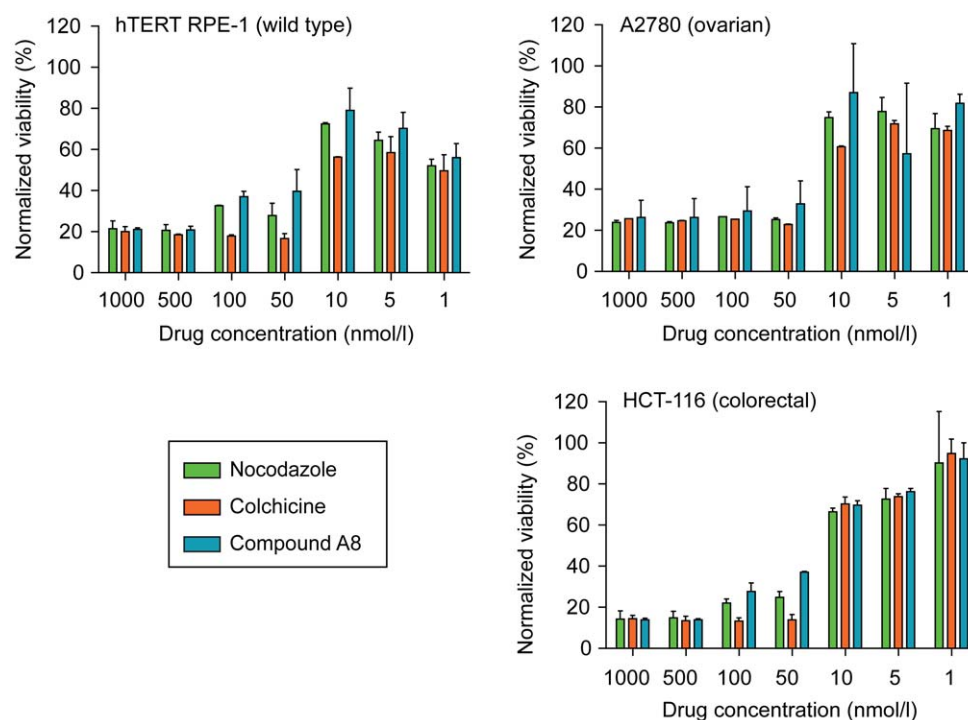 hTERT RPE-1 (wild type)
Normalized viability (%)
120
100
80
60
40
20
0
1000 500 100 50 10 5 1
Drug concentration (nmol/l)
A2780 (ovarian)
Normalized viability (%)
120
100
80
60
40
20
0
1000 500 100 50 10 5 1
Drug concentration (nmol/l)
Nocodazole
Colchicine
Compound A8
HCT-116 (colorectal)
Normalized viability (%)
120
100
80
60
40
20
0
1000 500 100 50 10 5 1
Drug concentration (nmol/l)